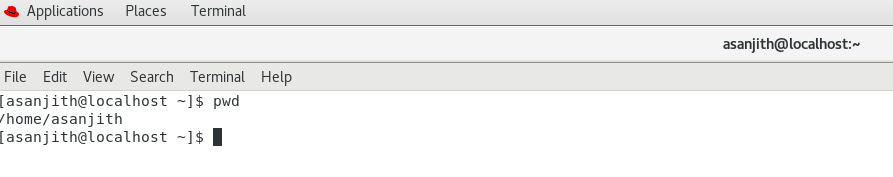 Applications Places Terminal
asanjith@localhost:~
File Edit View Search Terminal Help
[asanjith@localhost ~]$ pwd
/home/asanjith
[asanjith@localhost ~]$